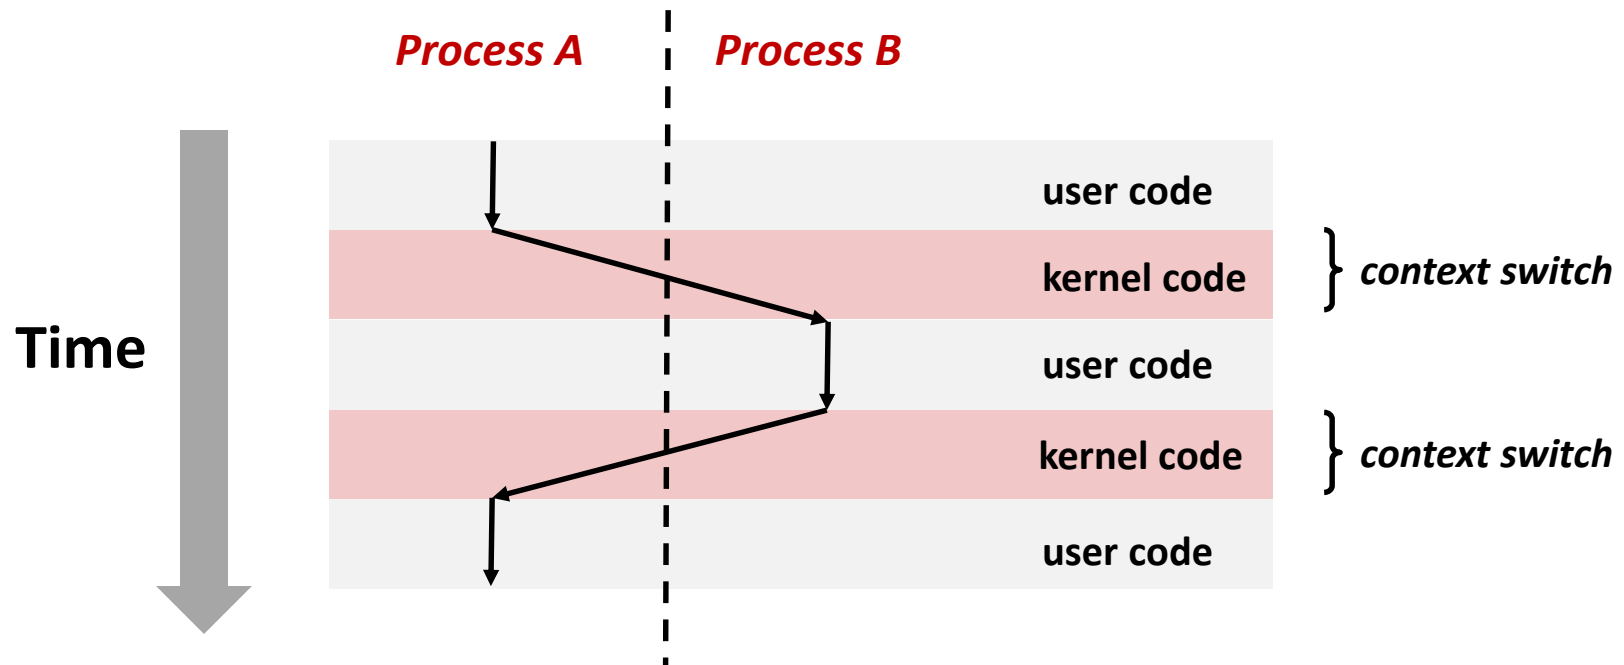 Process A
Process B
user code
kernel code
context switch
Time
user code
kernel code
context switch
user code